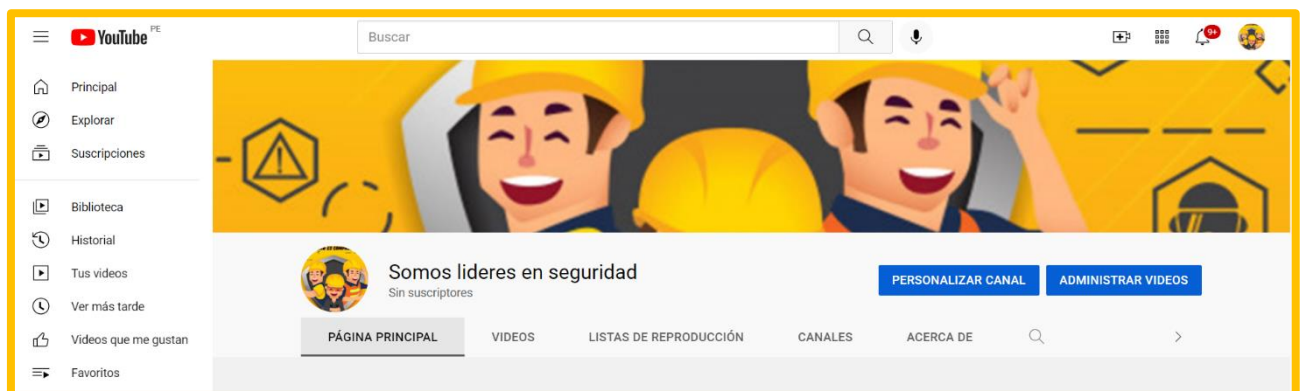 YouTube PE
Buscar
9+
Principal
Explorar
Suscripciones
Biblioteca
Historial
Tus videos
Ver más tarde
Videos que me gustan
Favoritos
Somos lideres en seguridad
Sin suscriptores
PERSONALIZAR CANAL
ADMINISTRAR VIDEOS
PÁGINA PRINCIPAL
VIDEOS
LISTAS DE REPRODUCCIÓN
CANALES
ACERCA DE